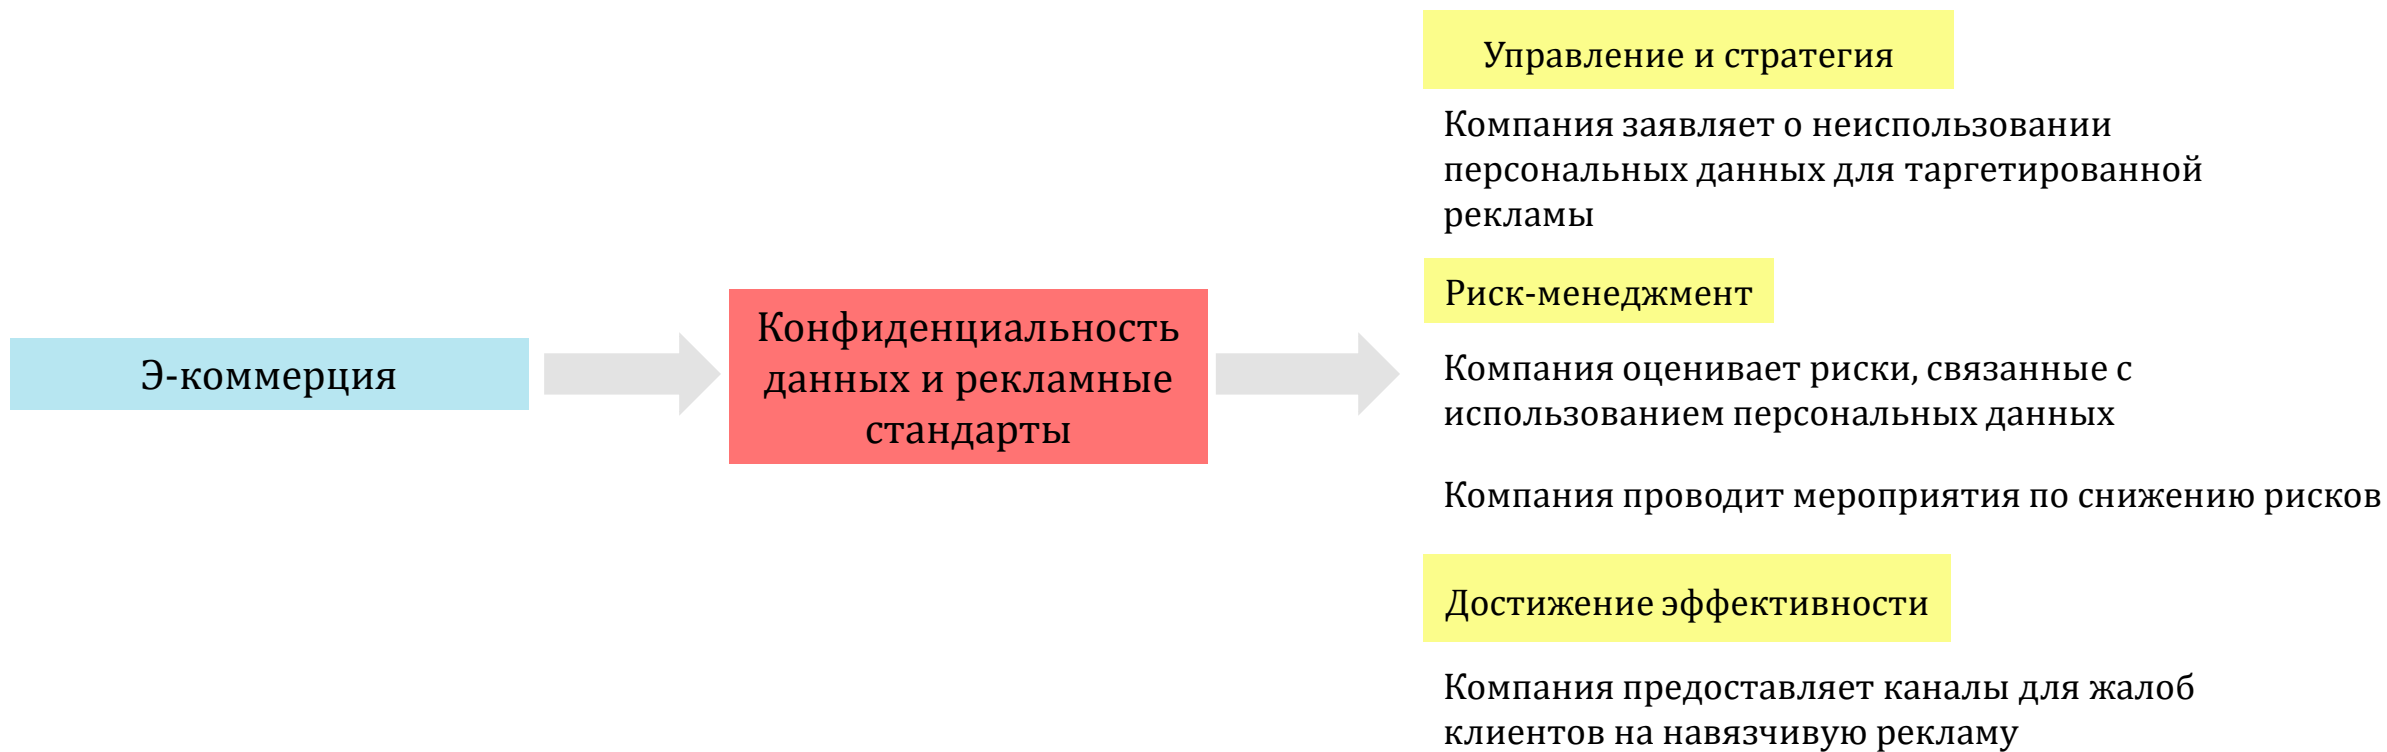 Э-коммерция
Конфиденциальность
данных и рекламные
стандарты
Управление и стратегия
Компания заявляет о неиспользовании
персональных данных для таргетированной
рекламы
Риск-менеджмент
Компания оценивает риски, связанные с
использованием персональных данных
Компания проводит мероприятия по снижению рисков
Достижение эффективности
Компания предоставляет каналы для жалоб
клиентов на навязчивую рекламу